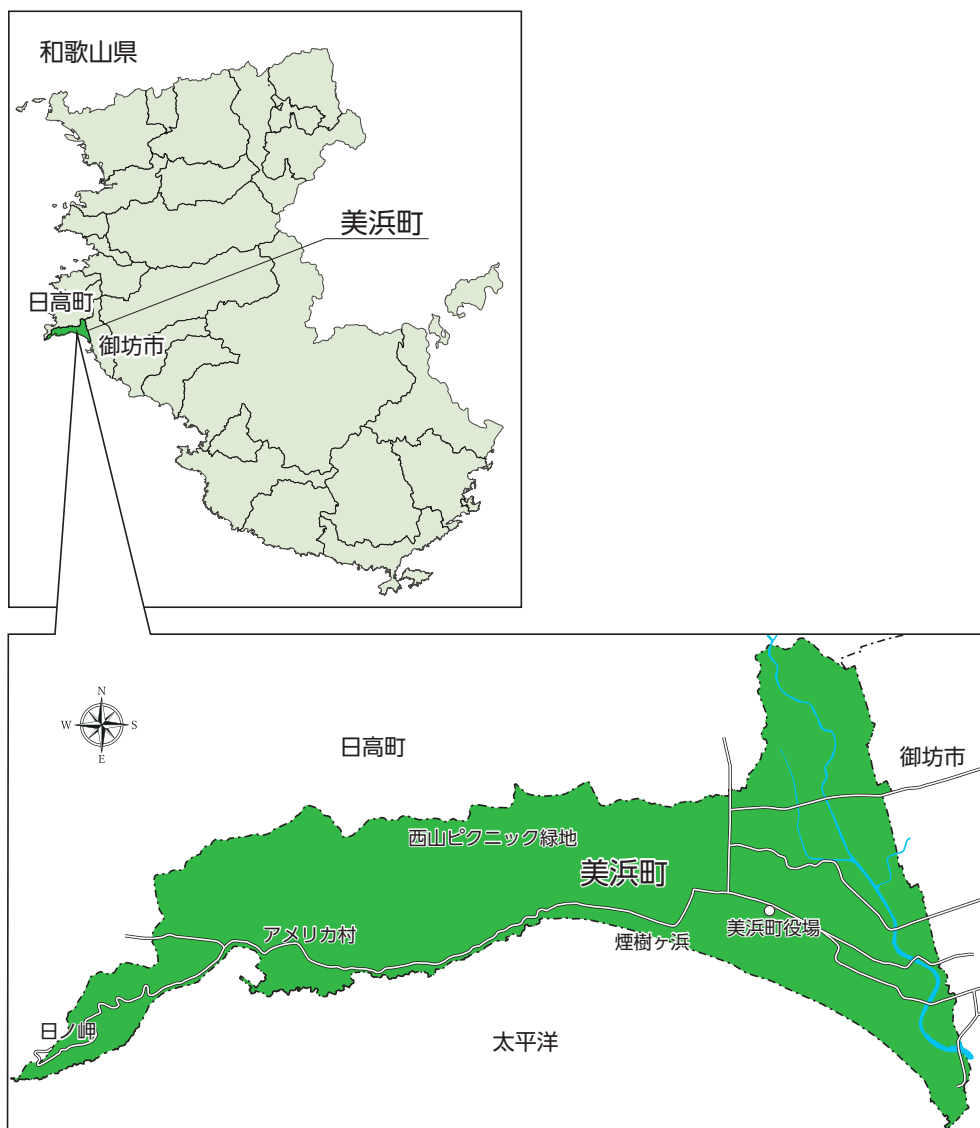 和歌山県
美浜町
日高町
御坊市
N
W
S
E
日高町
御坊市
西山ピクニック緑地
美浜町
アメリカ村
煙樹ヶ浜
美浜町役場
日ノ岬
太平洋